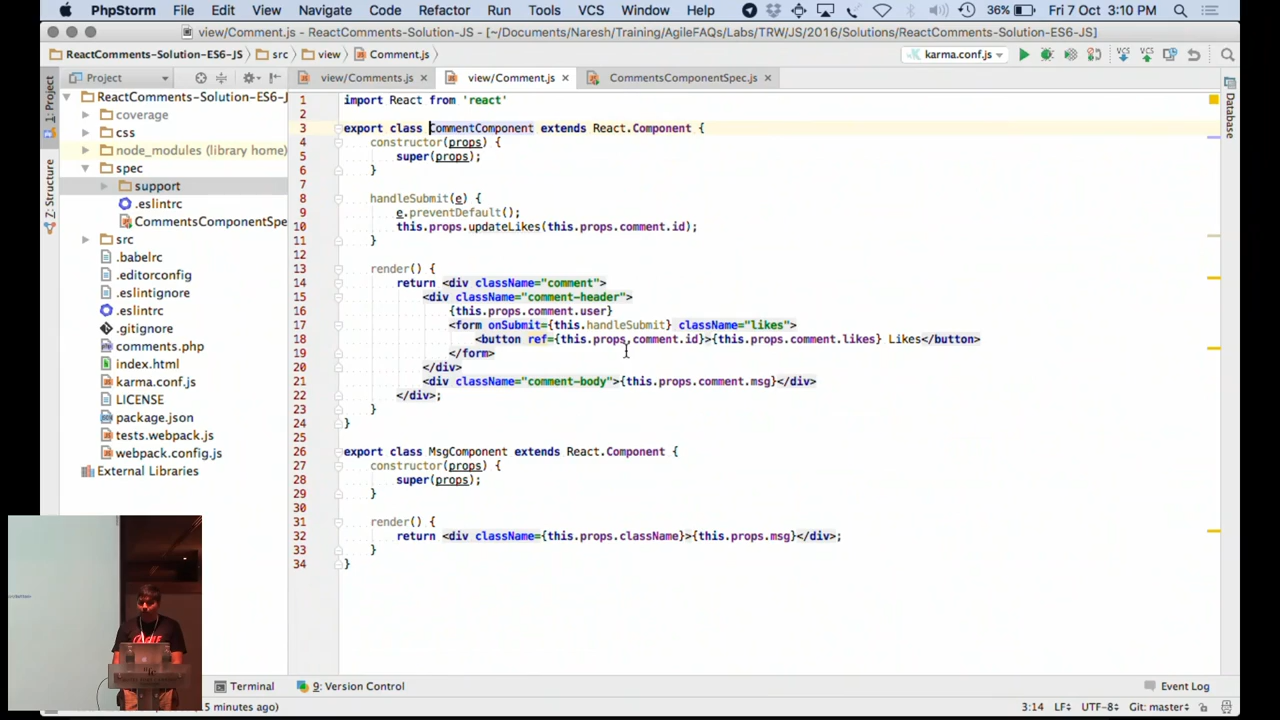 PhpStorm File Edit View Navigate Code Refactor Run Tools VCS Window Help 36% Fri 7 Oct 3:10 PM
view/Comment.js - ReactComments-Solution-JS - [~/Documents/Naresh/Training/AgileFAQs/Labs/TRW/JS/2016/Solutions/ReactComments-Solution-ES6-JS]
ReactComments-Solution-ES6-JS src view Comment.js karma.conf.js VCS VCS
Project view/Comments.js view/Comment.js CommentsComponentSpec.js
1: Project
Z: Structure
Database
ReactComments-Solution-ES6-J
coverage
css
node_modules (library home)
spec
support
.eslintrc
CommentsComponentSpe
src
.babelrc
.editorconfig
.eslintignore
.eslintrc
.gitignore
comments.php
index.html
karma.conf.js
LICENSE
package.json
tests.webpack.js
webpack.config.js
External Libraries
1 import React from 'react'
2
3 export class CommentComponent extends React.Component {
4 constructor(props) {
5 super(props);
6 }
7
8 handleSubmit(e) {
9 e.preventDefault();
10 this.props.updateLikes(this.props.comment.id);
11 }
12
13 render() {
14 return <div className="comment">
15 <div className="comment-header">
16 {this.props.comment.user}
17 <form onSubmit={this.handleSubmit} className="likes">
18 <button ref={this.props.comment.id}>{this.props.comment.likes} Likes</button>
19 </form>
20 </div>
21 <div className="comment-body">{this.props.comment.msg}</div>
22 </div>;
23 }
24 }
25
26 export class MsgComponent extends React.Component {
27 constructor(props) {
28 super(props);
29 }
30
31 render() {
32 return <div className={this.props.className}>{this.props.msg}</div>;
33 }
34 }
Terminal 9: Version Control Event Log
5 minutes ago) 3:14 LF UTF-8 Git: master